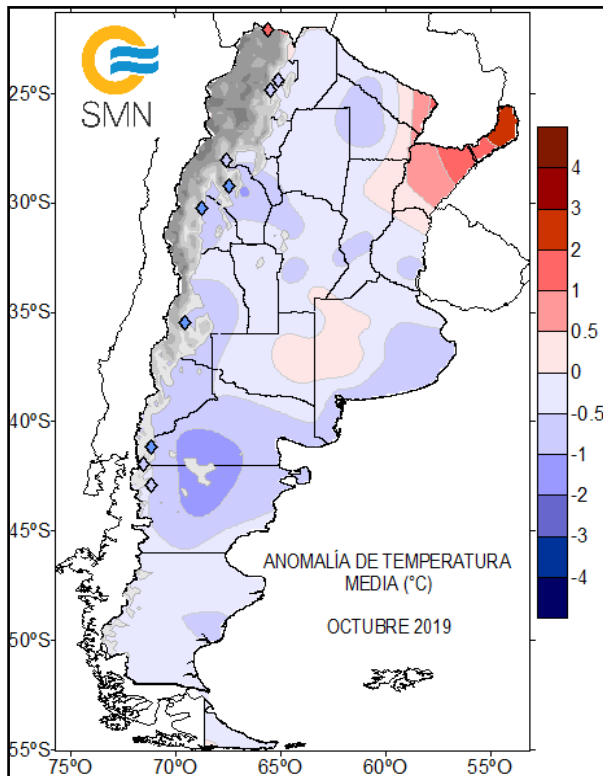 SMN
25ºS
30ºS
35ºS
40ºS
45ºS
50ºS
55ºS
75ºO
70ºO
65ºO
60ºO
55ºO
4
3
2
1
0.5
0
-0.5
-1
-2
-3
-4
ANOMALÍA DE TEMPERATURA
MEDIA (°C)
OCTUBRE 2019